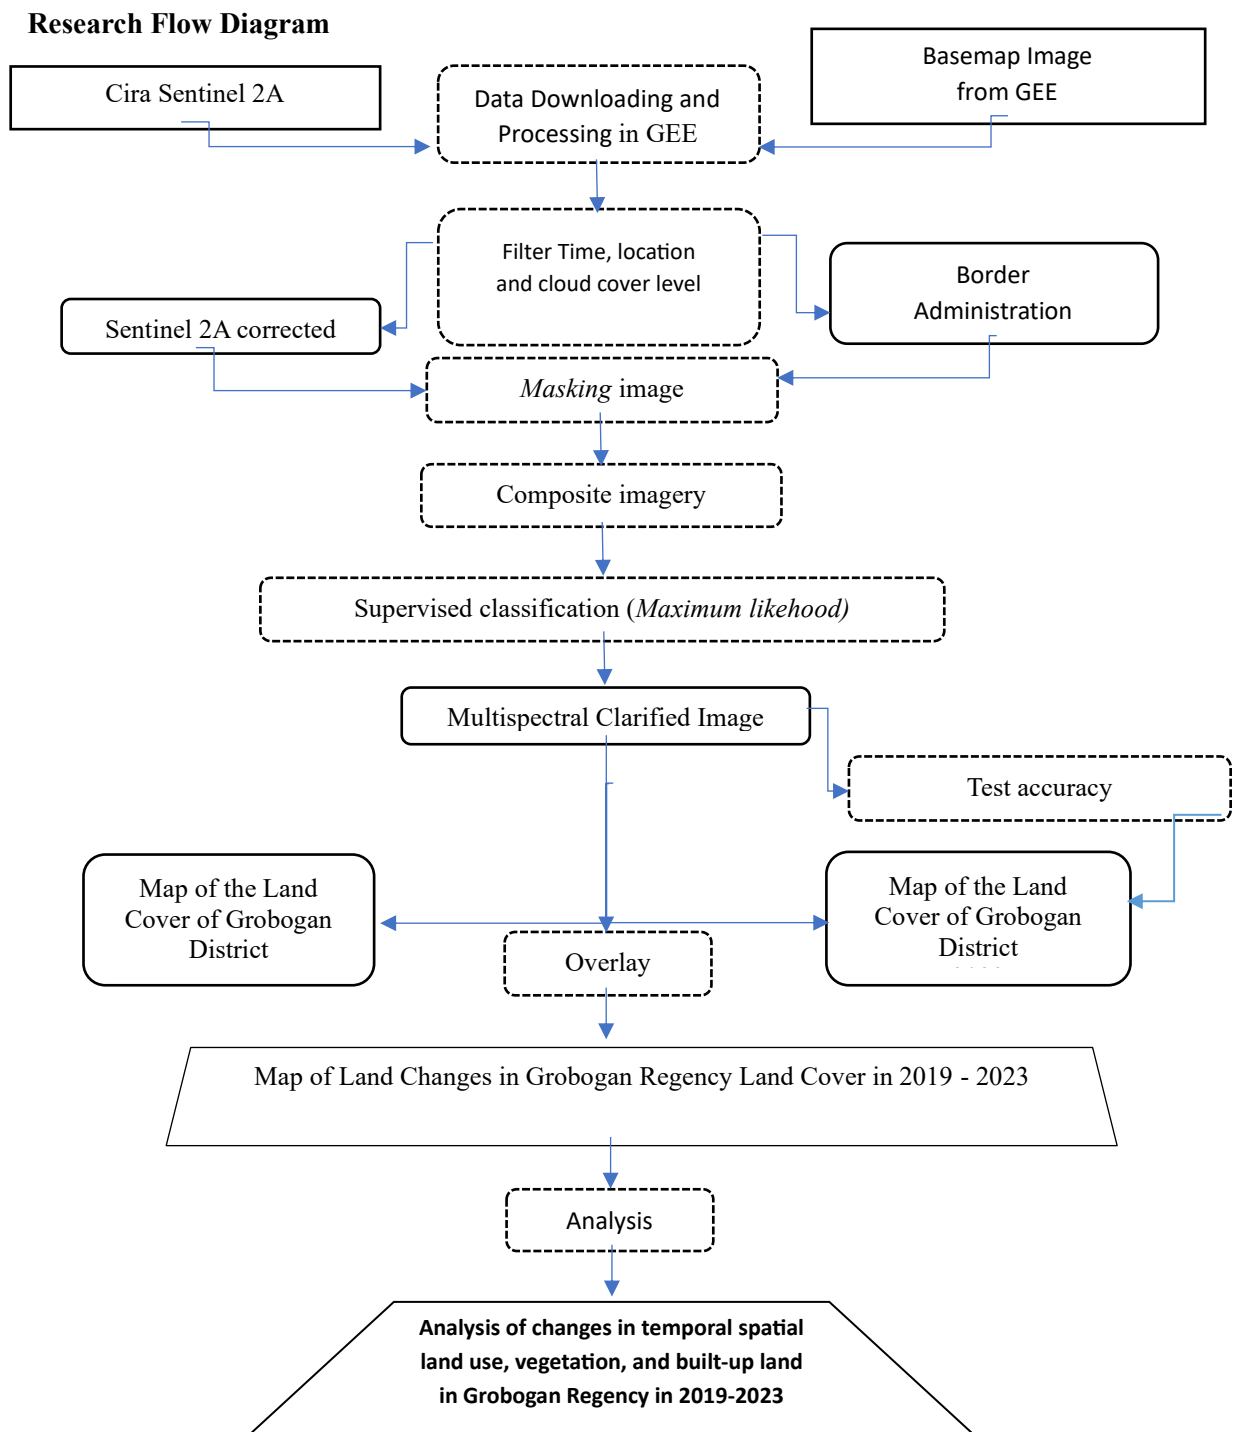 Research Flow Diagram
Cira Sentinel 2A
Data Downloading and
Processing in GEE
Basemap Image
from GEE
Filter Time, location
and cloud cover level
Border
Administration
Sentinel 2A corrected
Masking image
Composite imagery
Supervised classification (Maximum likehood)
Multispectral Clarified Image
Test accuracy
Map of the Land
Cover of Grobogan
District
Map of the Land
Cover of Grobogan
District
Overlay
Map of Land Changes in Grobogan Regency Land Cover in 2019 - 2023
Analysis
Analysis of changes in temporal spatial
land use, vegetation, and built-up land
in Grobogan Regency in 2019-2023